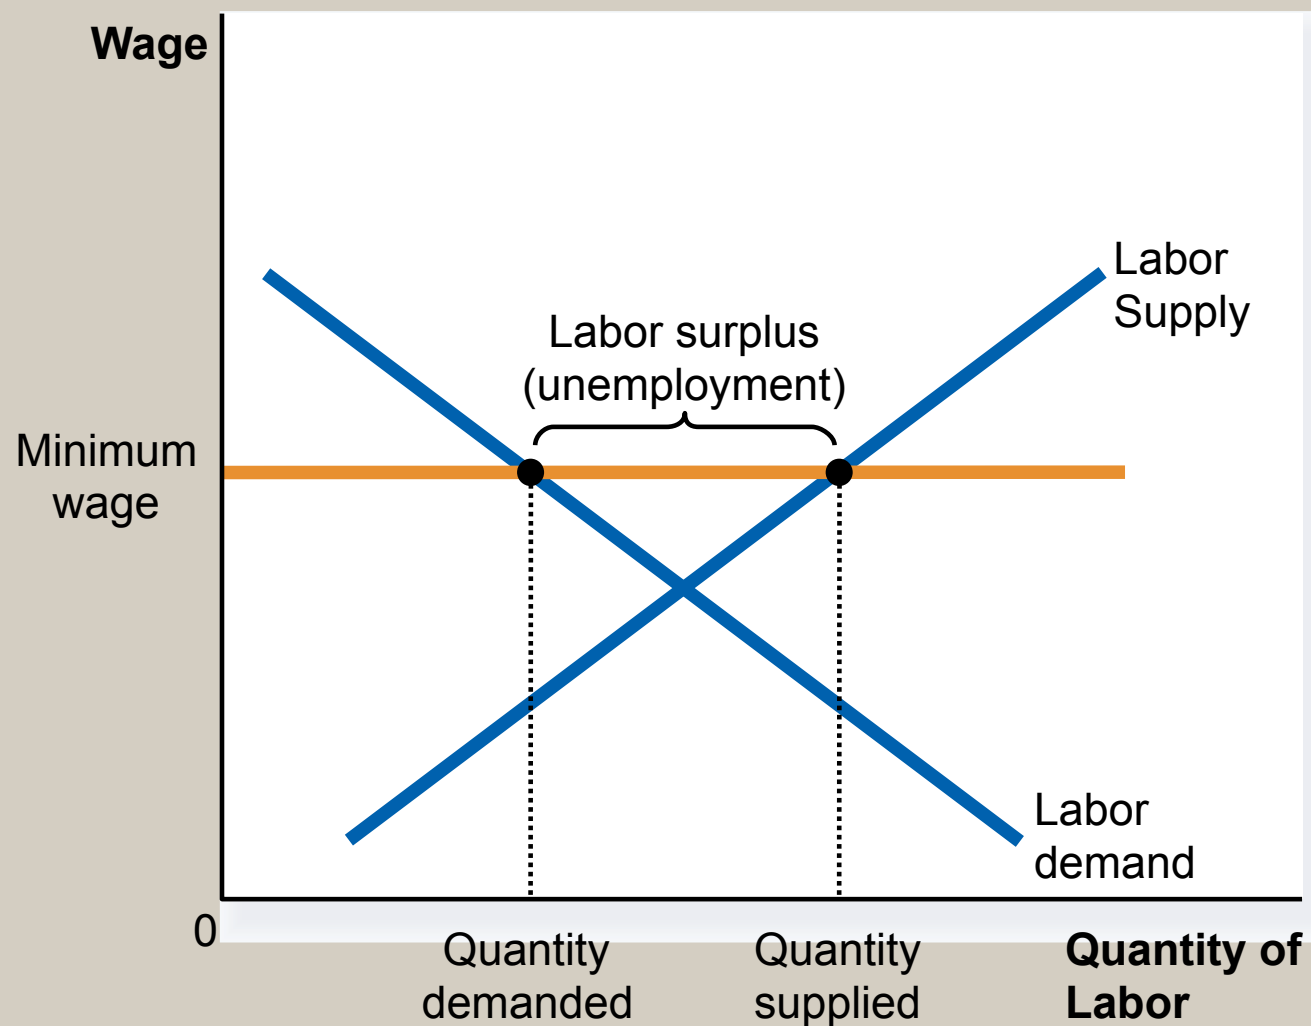 Wage
Labor
Supply
Labor surplus
(unemployment)
Minimum
wage
Labor
demand
0
Quantity
demanded
Quantity
supplied
Quantity of
Labor